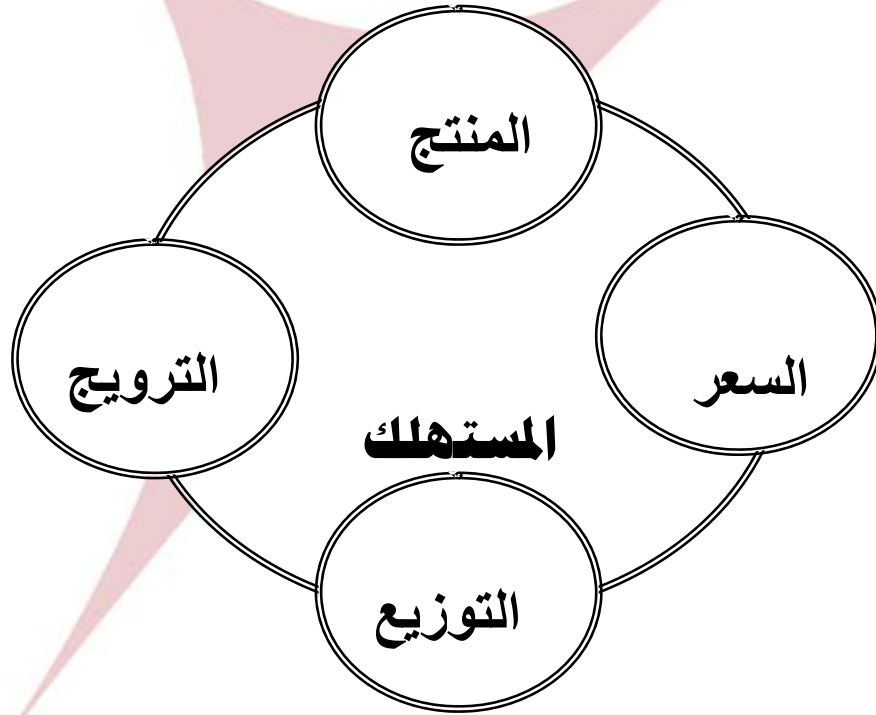 المنتج
السعر
الترويج
المستهلك
التوزيع